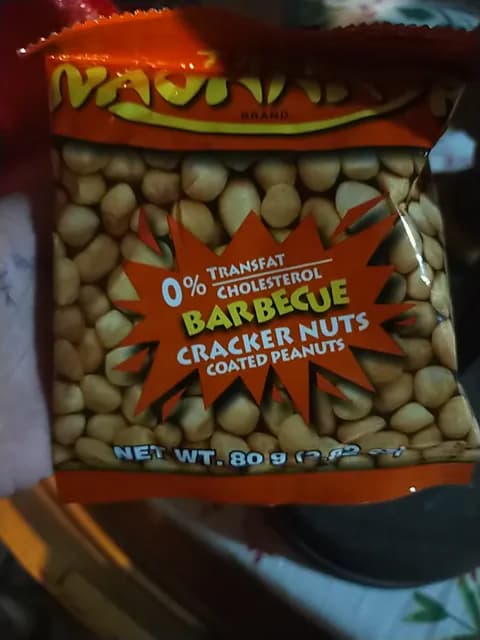 BRAND
0% TRANSFAT
CHOLESTEROL
BARBECUE
CRACKER NUTS
COATED PEANUTS
NET WT. 80 g